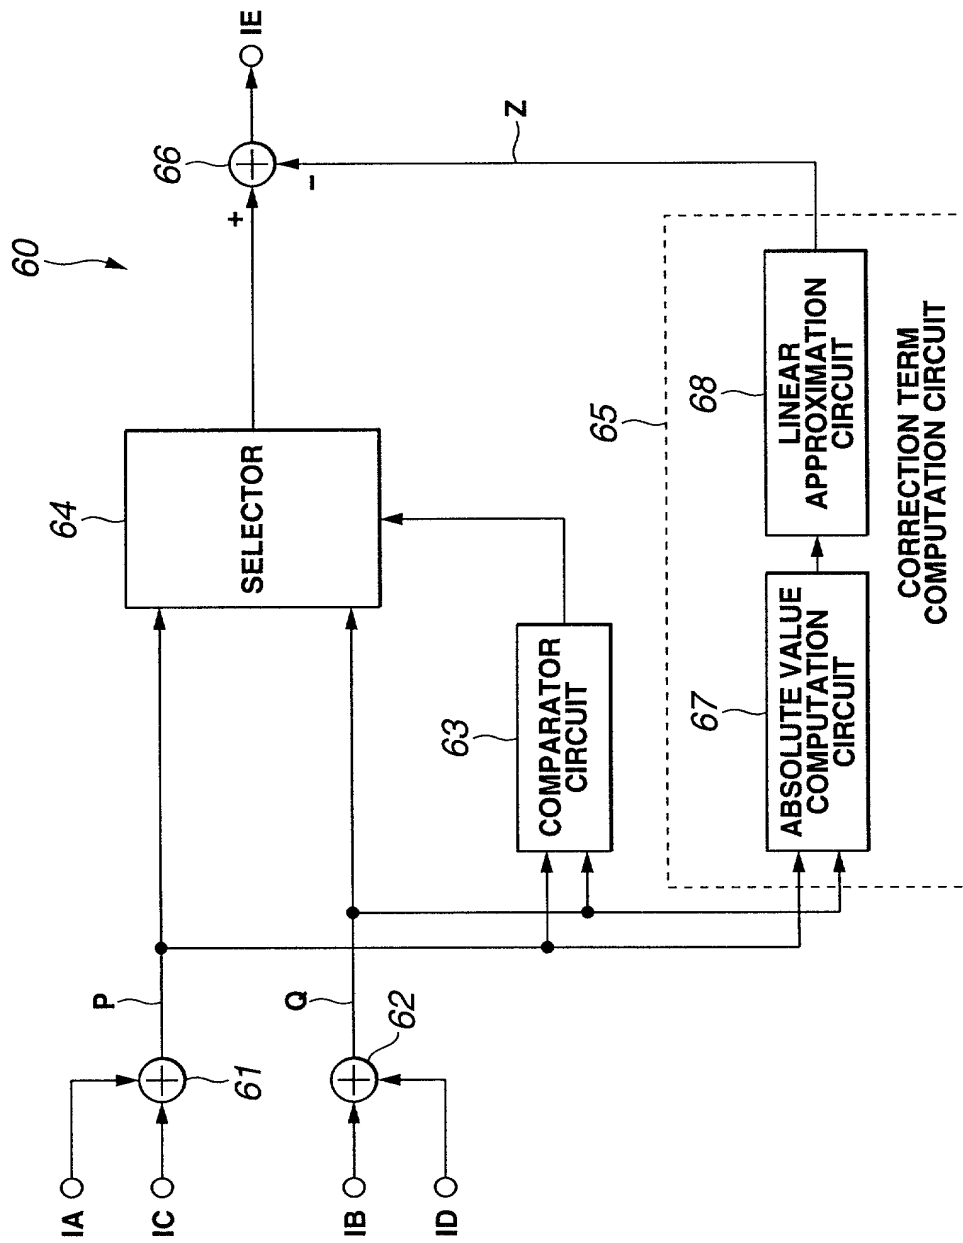 60
IA
IC
IB
ID
61
62
P
Q
64
SELECTOR
63
COMPARATOR
CIRCUIT
65
67
ABSOLUTE VALUE
COMPUTATION
CIRCUIT
68
LINEAR
APPROXIMATION
CIRCUIT
CORRECTION TERM
COMPUTATION CIRCUIT
66
+
−
Z
IE